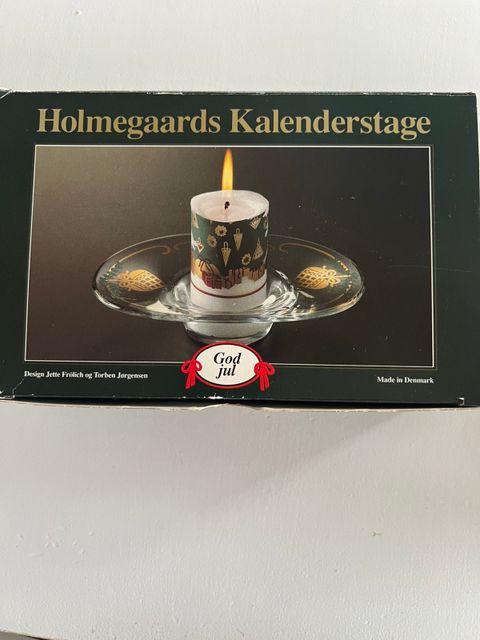 Holmegaards Kalenderstage
God
jul
Design Jette Frölich og Torben Jørgensen
Made in Denmark